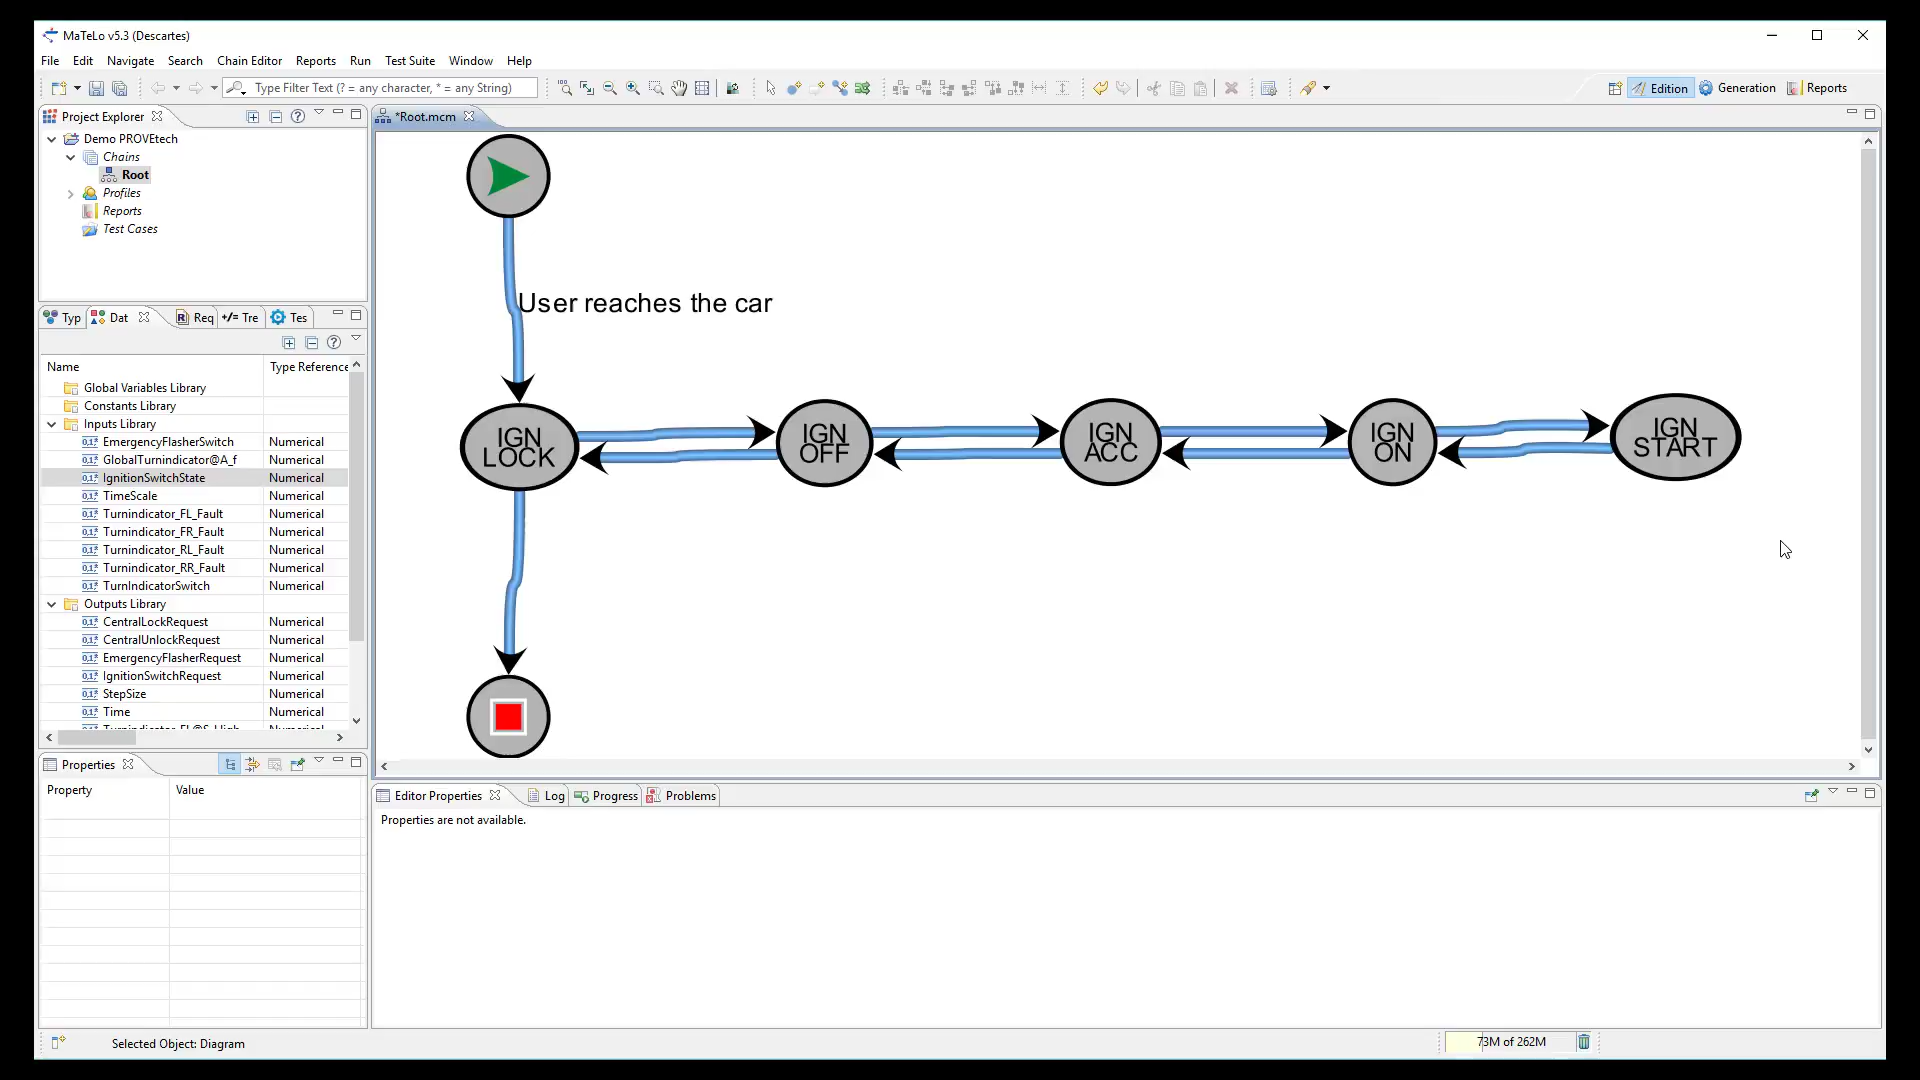 MaTeLo v5.3 (Descartes)
File Edit Navigate Search Chain Editor Reports Run Test Suite Window Help
Type Filter Text (? = any character, * = any String)
Edition Generation Reports
Project Explorer
Demo PROVEtech
Chains
Root
Profiles
Reports
Test Cases
*Root.mcm
User reaches the car
IGN
LOCK
IGN
OFF
IGN
ACC
IGN
ON
IGN
START
Typ Dat Req +/= Tre Tes
Name Type Reference
Global Variables Library
Constants Library
Inputs Library
EmergencyFlasherSwitch Numerical
GlobalTurnindicator@A_f Numerical
IgnitionSwitchState Numerical
TimeScale Numerical
Turnindicator_FL_Fault Numerical
Turnindicator_FR_Fault Numerical
Turnindicator_RL_Fault Numerical
Turnindicator_RR_Fault Numerical
TurnIndicatorSwitch Numerical
Outputs Library
CentralLockRequest Numerical
CentralUnlockRequest Numerical
EmergencyFlasherRequest Numerical
IgnitionSwitchRequest Numerical
StepSize Numerical
Time Numerical
Properties
Property Value
Editor Properties Log Progress Problems
Properties are not available.
Selected Object: Diagram
73M of 262M